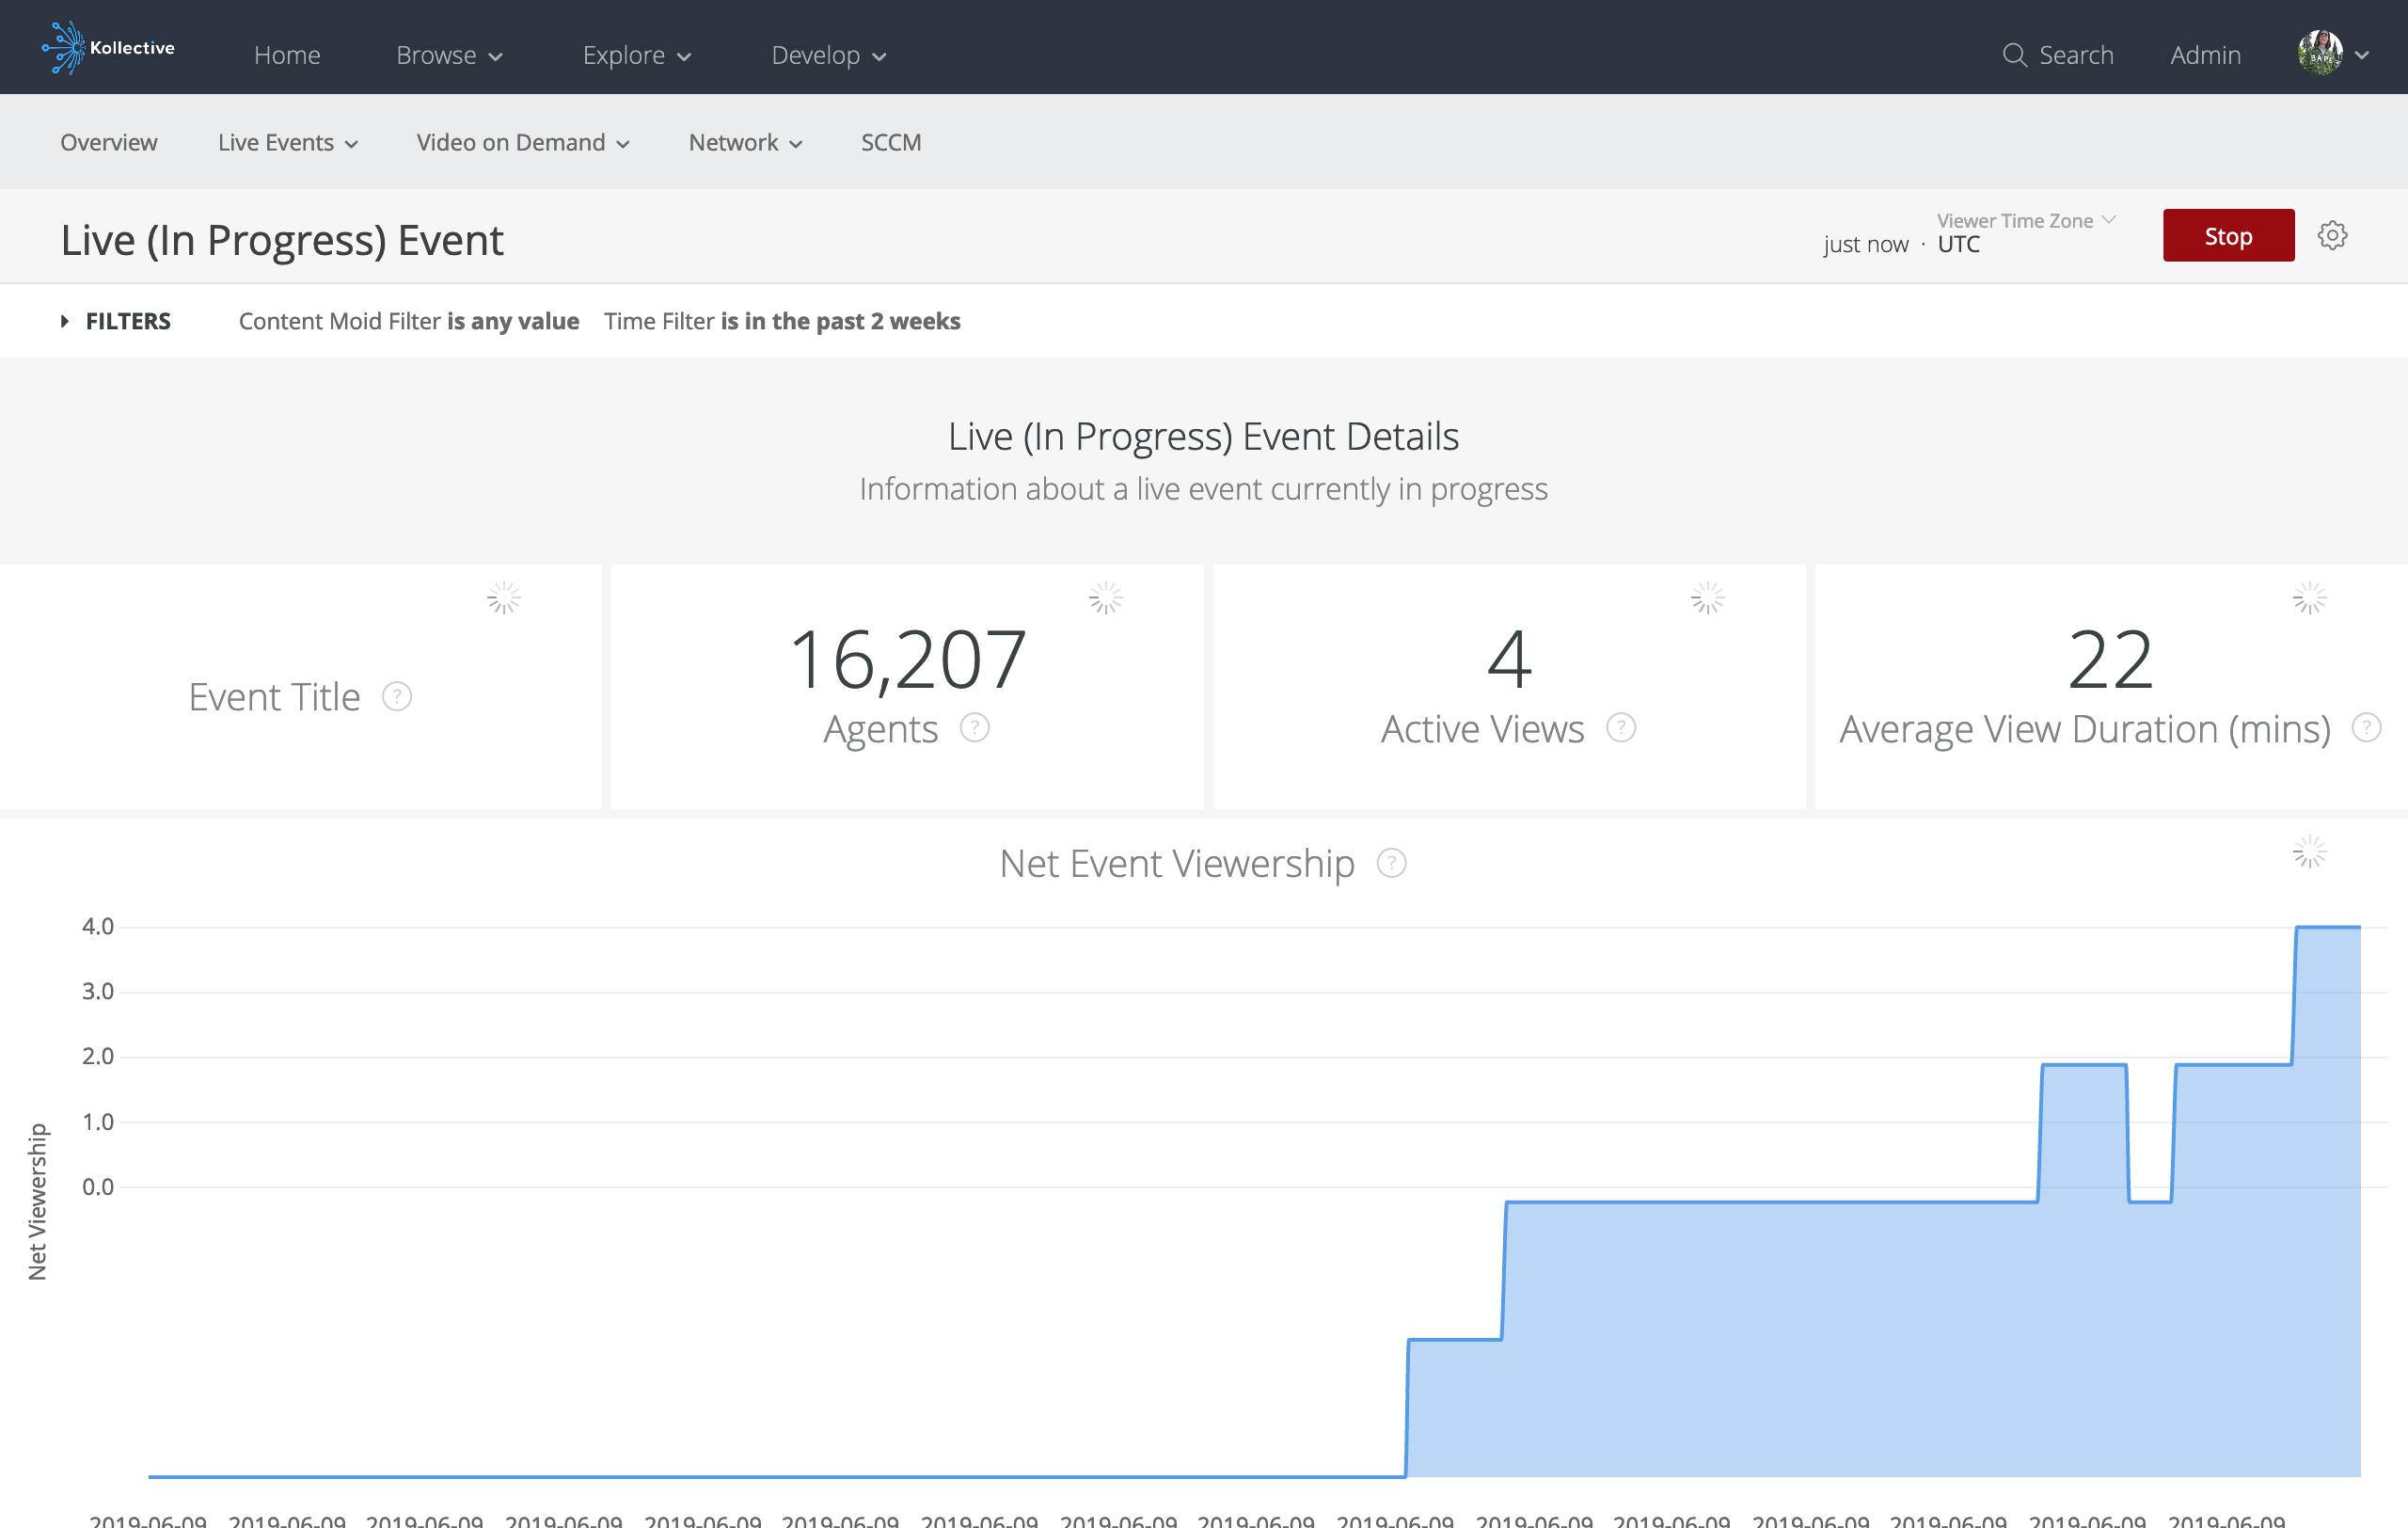 Kollective
Home Browse Explore Develop Search Admin
Overview Live Events Video on Demand Network SCCM
Live (In Progress) Event
Viewer Time Zone
just now · UTC
Stop
FILTERS Content Moid Filter is any value Time Filter is in the past 2 weeks
Live (In Progress) Event Details
Information about a live event currently in progress
Event Title ?
16,207
Agents ?
4
Active Views ?
22
Average View Duration (mins) ?
Net Event Viewership ?
4.0
3.0
2.0
1.0
0.0
Net Viewership
2019-06-09 2019-06-09 2019-06-09 2019-06-09 2019-06-09 2019-06-09 2019-06-09 2019-06-09 2019-06-09 2019-06-09 2019-06-09 2019-06-09 2019-06-09 2019-06-09 2019-06-09 2019-06-09